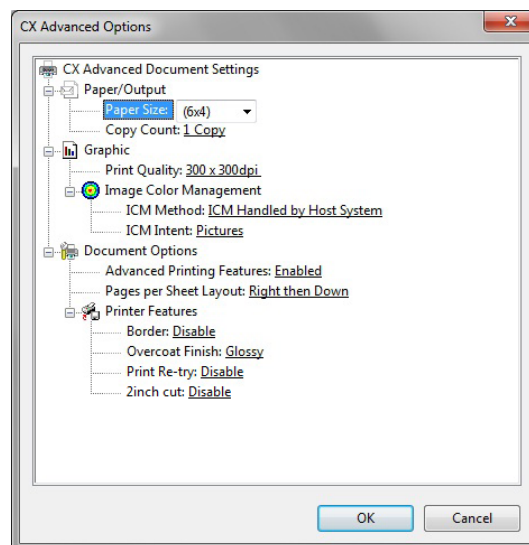 CX Advanced Options
CX Advanced Document Settings
Paper/Output
Paper Size: (6x4)
Copy Count: 1 Copy
Graphic
Print Quality: 300 x 300dpi
Image Color Management
ICM Method: ICM Handled by Host System
ICM Intent: Pictures
Document Options
Advanced Printing Features: Enabled
Pages per Sheet Layout: Right then Down
Printer Features
Border: Disable
Overcoat Finish: Glossy
Print Re-try: Disable
2inch cut: Disable
OK Cancel